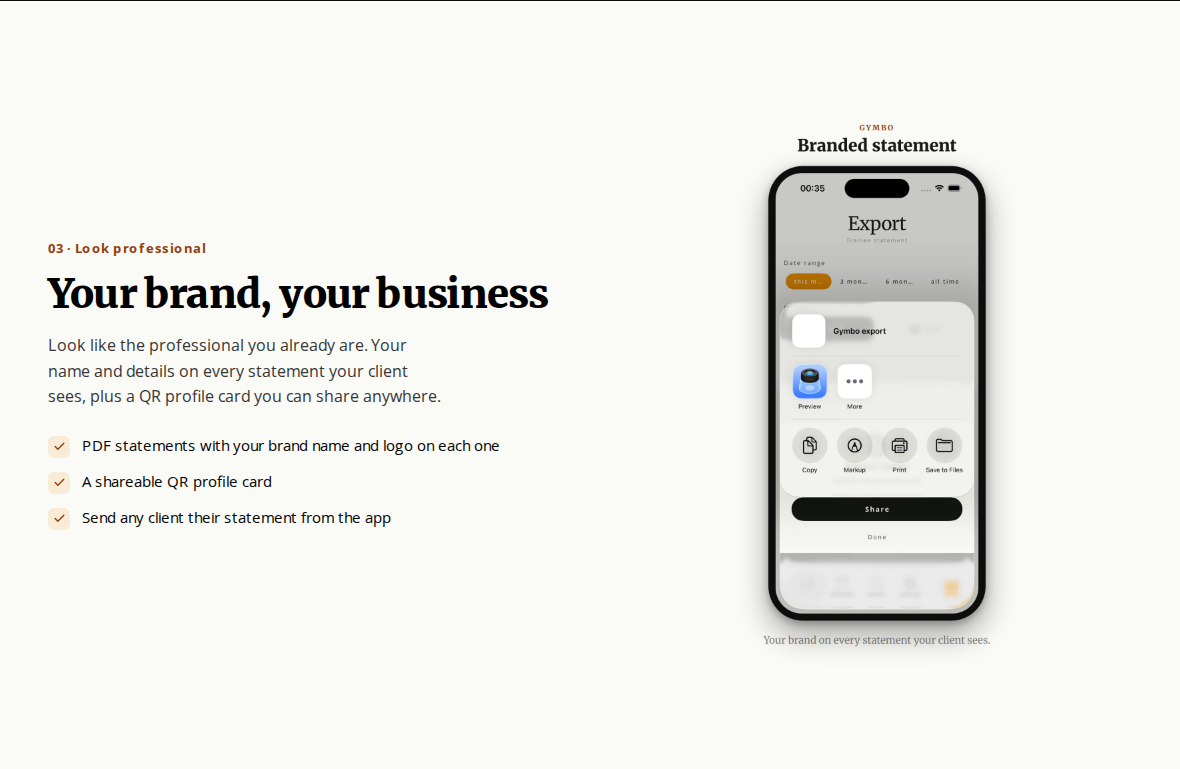 03 · Look professional
Your brand, your business
Look like the professional you already are. Your
name and details on every statement your client
sees, plus a QR profile card you can share anywhere.
PDF statements with your brand name and logo on each one
A shareable QR profile card
Send any client their statement from the app
GYMBO
Branded statement
00:35
Export
Trainee statement
Date range
this m... 3 mon... 6 mon... all time
Gymbo export
Preview More
Copy Markup Print Save to Files
Share
Done
Your brand on every statement your client sees.